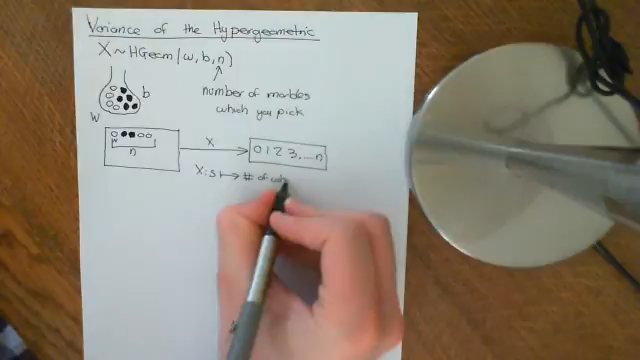 Variance of the Hypergeometric
X ~ HGeom (w, b, n)
number of marbles
which you pick
b
w
w
n
X
0 1 2 3, ... n
X: s ↦ # of